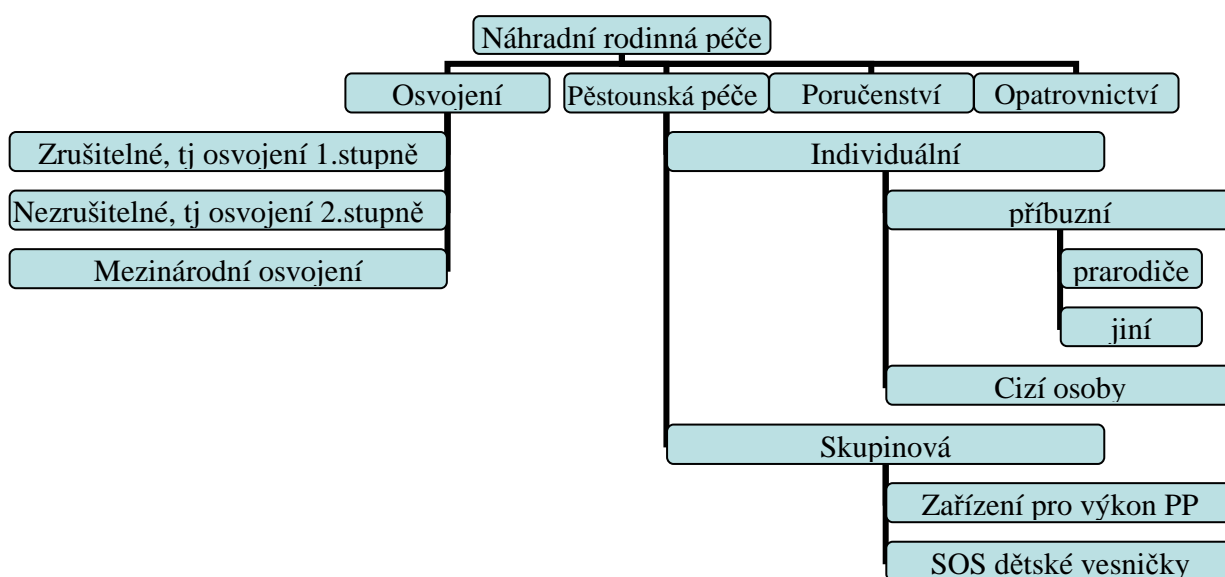 Náhradní rodinná péče
Osvojení
Pěstounská péče
Poručenství
Opatrovnictví
Zrušitelné, tj osvojení 1.stupně
Individuální
Nezrušitelné, tj osvojení 2.stupně
příbuzní
Mezinárodní osvojení
prarodiče
jiní
Cizí osoby
Skupinová
Zařízení pro výkon PP
SOS dětské vesničky